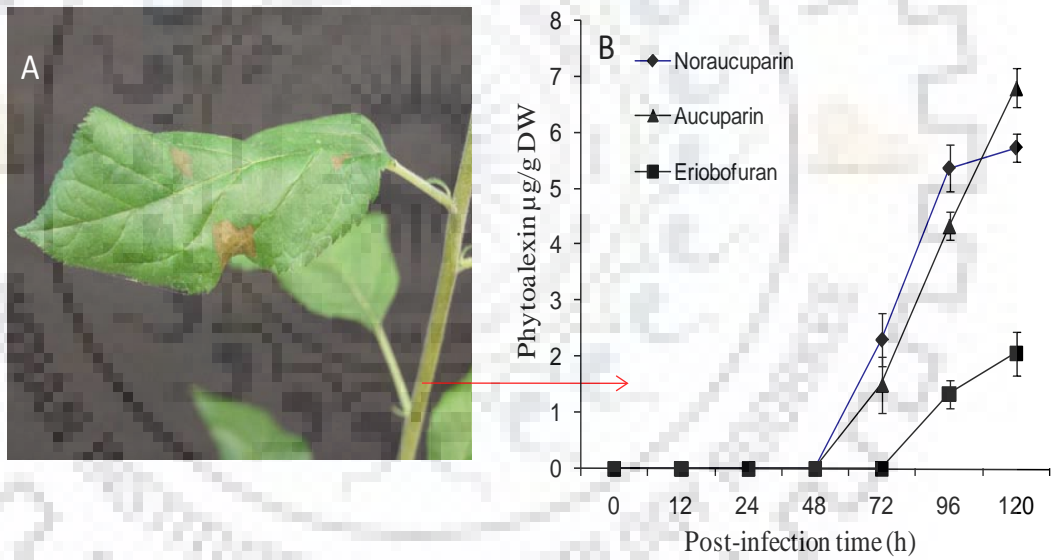 A
B
Noraucuparin
Aucuparin
Eriobofuran
Phytoalexin µg/g DW
8
7
6
5
4
3
2
1
0
0 12 24 48 72 96 120
Post-infection time (h)